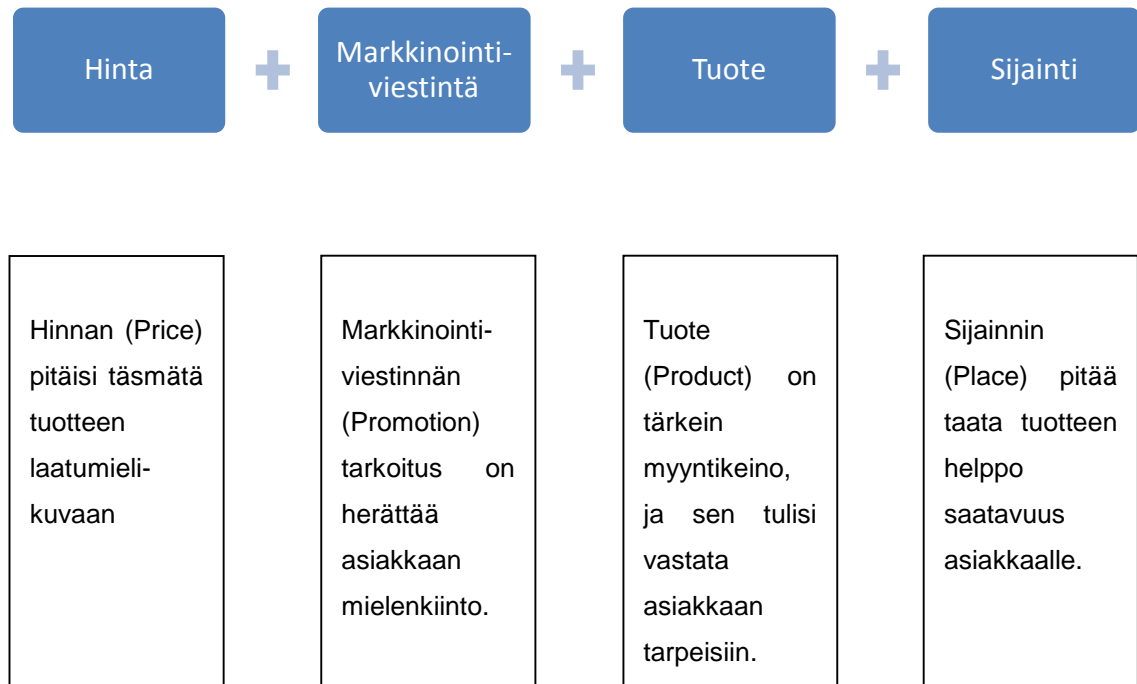 Hinta
Markkinointi-
viestintä
Tuote
Sijainti
Hinnan (Price)
pitäisi täsmätä
tuotteen
laatumieli-
kuvaan
Markkinointi-
viestinnän
(Promotion)
tarkoitus on
herättää
asiakkaan
mielenkiinto.
Tuote
(Product) on
tärkein
myyntikeino,
ja sen tulisi
vastata
asiakkaan
tarpeisiin.
Sijainnin
(Place) pitää
taata tuotteen
helppo
saatavuus
asiakkaalle.